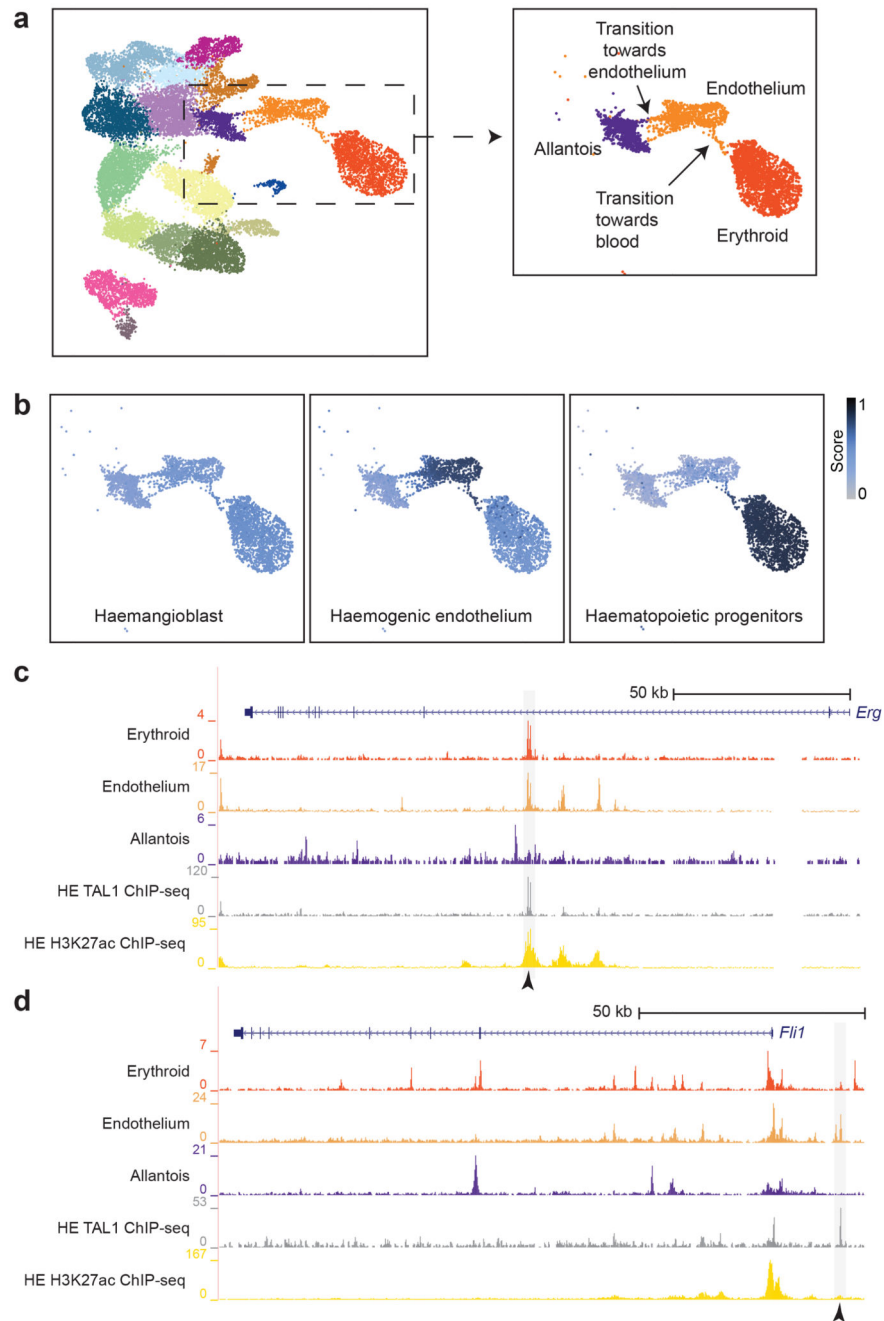 a
Transition
towards
endothelium
Endothelium
Allantois
Transition
towards
blood
Erythroid
b
Haemangioblast
Haemogenic endothelium
Haematopoietic progenitors
1
Score
0
c
50 kb
Erg
4
Erythroid
0
17
Endothelium
0
6
Allantois
0
120
HE TAL1 ChIP-seq
0
95
HE H3K27ac ChIP-seq
0
d
50 kb
Fli1
7
Erythroid
0
24
Endothelium
0
21
Allantois
0
53
HE TAL1 ChIP-seq
0
167
HE H3K27ac ChIP-seq
0